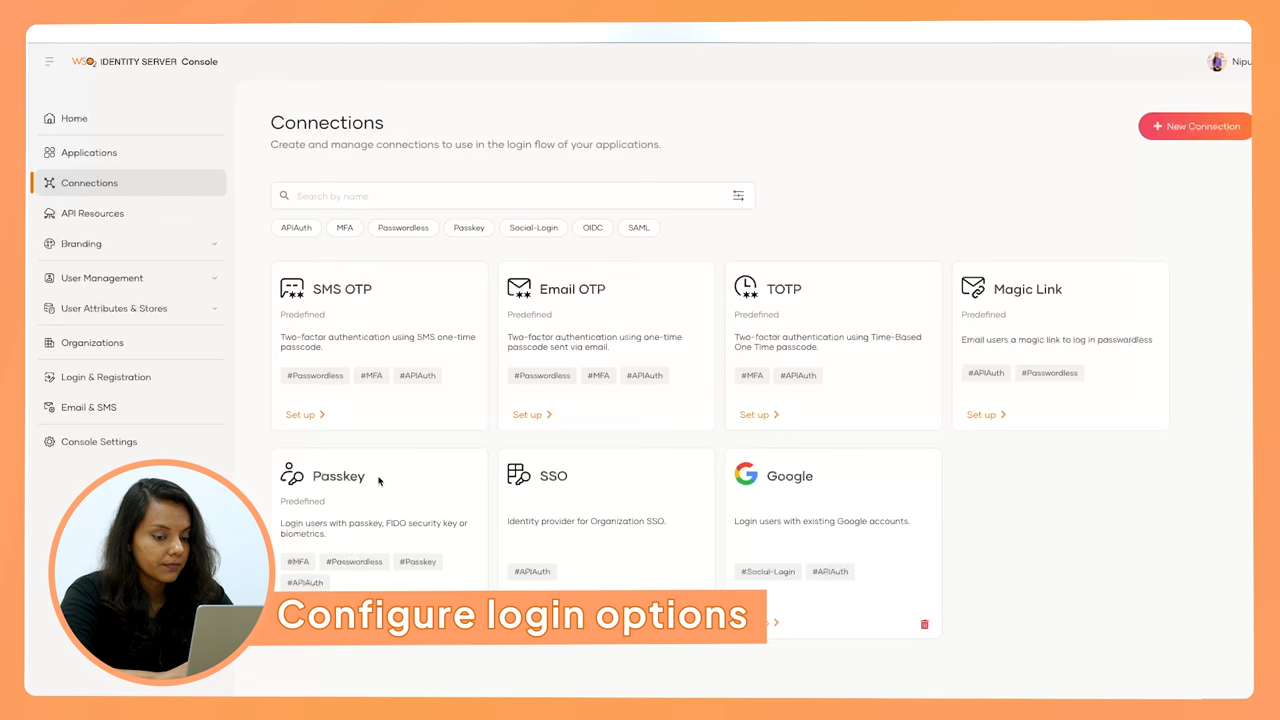 WSO2 IDENTITY SERVER Console
Nipu
Home
Applications
Connections
API Resources
Branding
User Management
User Attributes & Stores
Organizations
Login & Registration
Email & SMS
Console Settings
Connections
Create and manage connections to use in the login flow of your applications.
New Connection
Search by name
APIAuth
MFA
Passwordless
Passkey
Social-Login
OIDC
SAML
SMS OTP
Predefined
Two-factor authentication using SMS one-time
passcode.
#Passwordless
#MFA
#APIAuth
Set up
Email OTP
Predefined
Two-factor authentication using one-time
passcode sent via email.
#Passwordless
#MFA
#APIAuth
Set up
TOTP
Predefined
Two-factor authentication using Time-Based
One Time passcode.
#MFA
#APIAuth
Set up
Magic Link
Predefined
Email users a magic link to log in passwordless
#APIAuth
#Passwordless
Set up
Passkey
Predefined
Login users with passkey, FIDO security key or
biometrics.
#MFA
#Passwordless
#Passkey
#APIAuth
SSO
Identity provider for Organization SSO.
#APIAuth
Google
Login users with existing Google accounts.
#Social-Login
#APIAuth
Configure login options